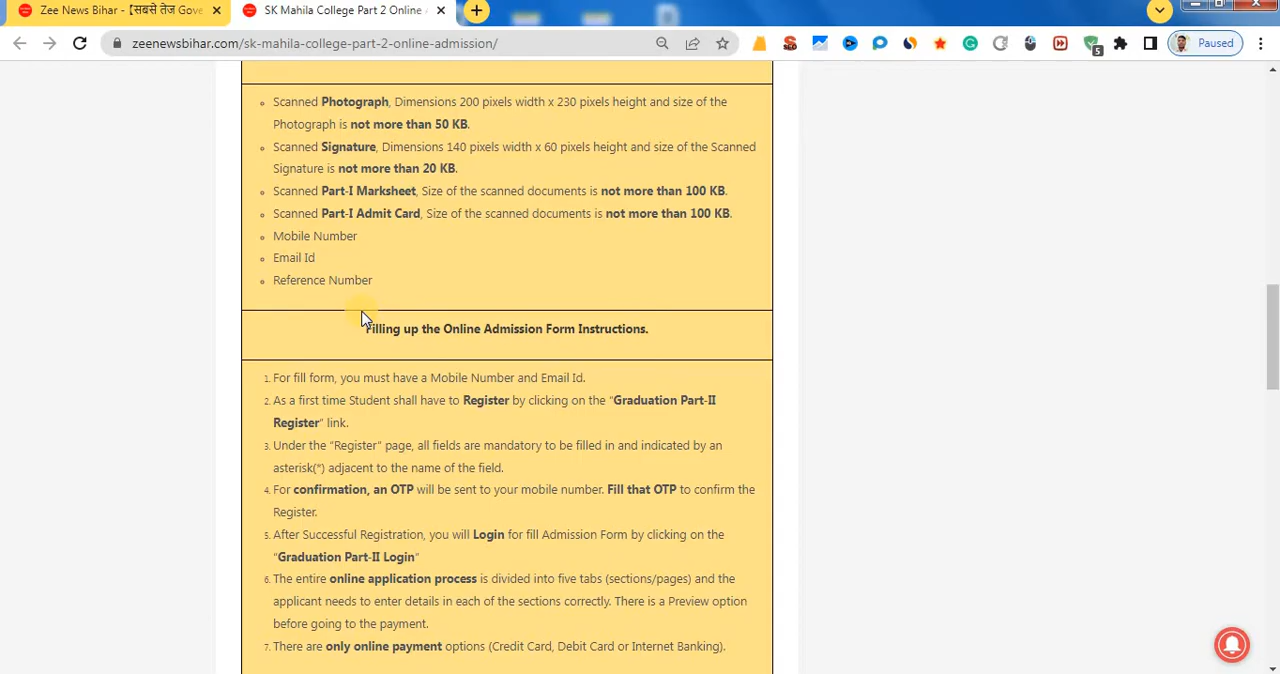 Zee News Bihar - [सबसे तेज Gove
SK Mahila College Part 2 Online
zeenewsbihar.com/sk-mahila-college-part-2-online-admission/
5
Paused
Scanned Photograph, Dimensions 200 pixels width x 230 pixels height and size of the
Photograph is not more than 50 KB.
Scanned Signature, Dimensions 140 pixels width x 60 pixels height and size of the Scanned
Signature is not more than 20 KB.
Scanned Part-I Marksheet, Size of the scanned documents is not more than 100 KB.
Scanned Part-I Admit Card, Size of the scanned documents is not more than 100 KB.
Mobile Number
Email Id
Reference Number
Filling up the Online Admission Form Instructions.
1. For fill form, you must have a Mobile Number and Email Id.
2. As a first time Student shall have to Register by clicking on the “Graduation Part-II
Register” link.
3. Under the “Register” page, all fields are mandatory to be filled in and indicated by an
asterisk(*) adjacent to the name of the field.
4. For confirmation, an OTP will be sent to your mobile number. Fill that OTP to confirm the
Register.
5. After Successful Registration, you will Login for fill Admission Form by clicking on the
“Graduation Part-II Login”
6. The entire online application process is divided into five tabs (sections/pages) and the
applicant needs to enter details in each of the sections correctly. There is a Preview option
before going to the payment.
7. There are only online payment options (Credit Card, Debit Card or Internet Banking).